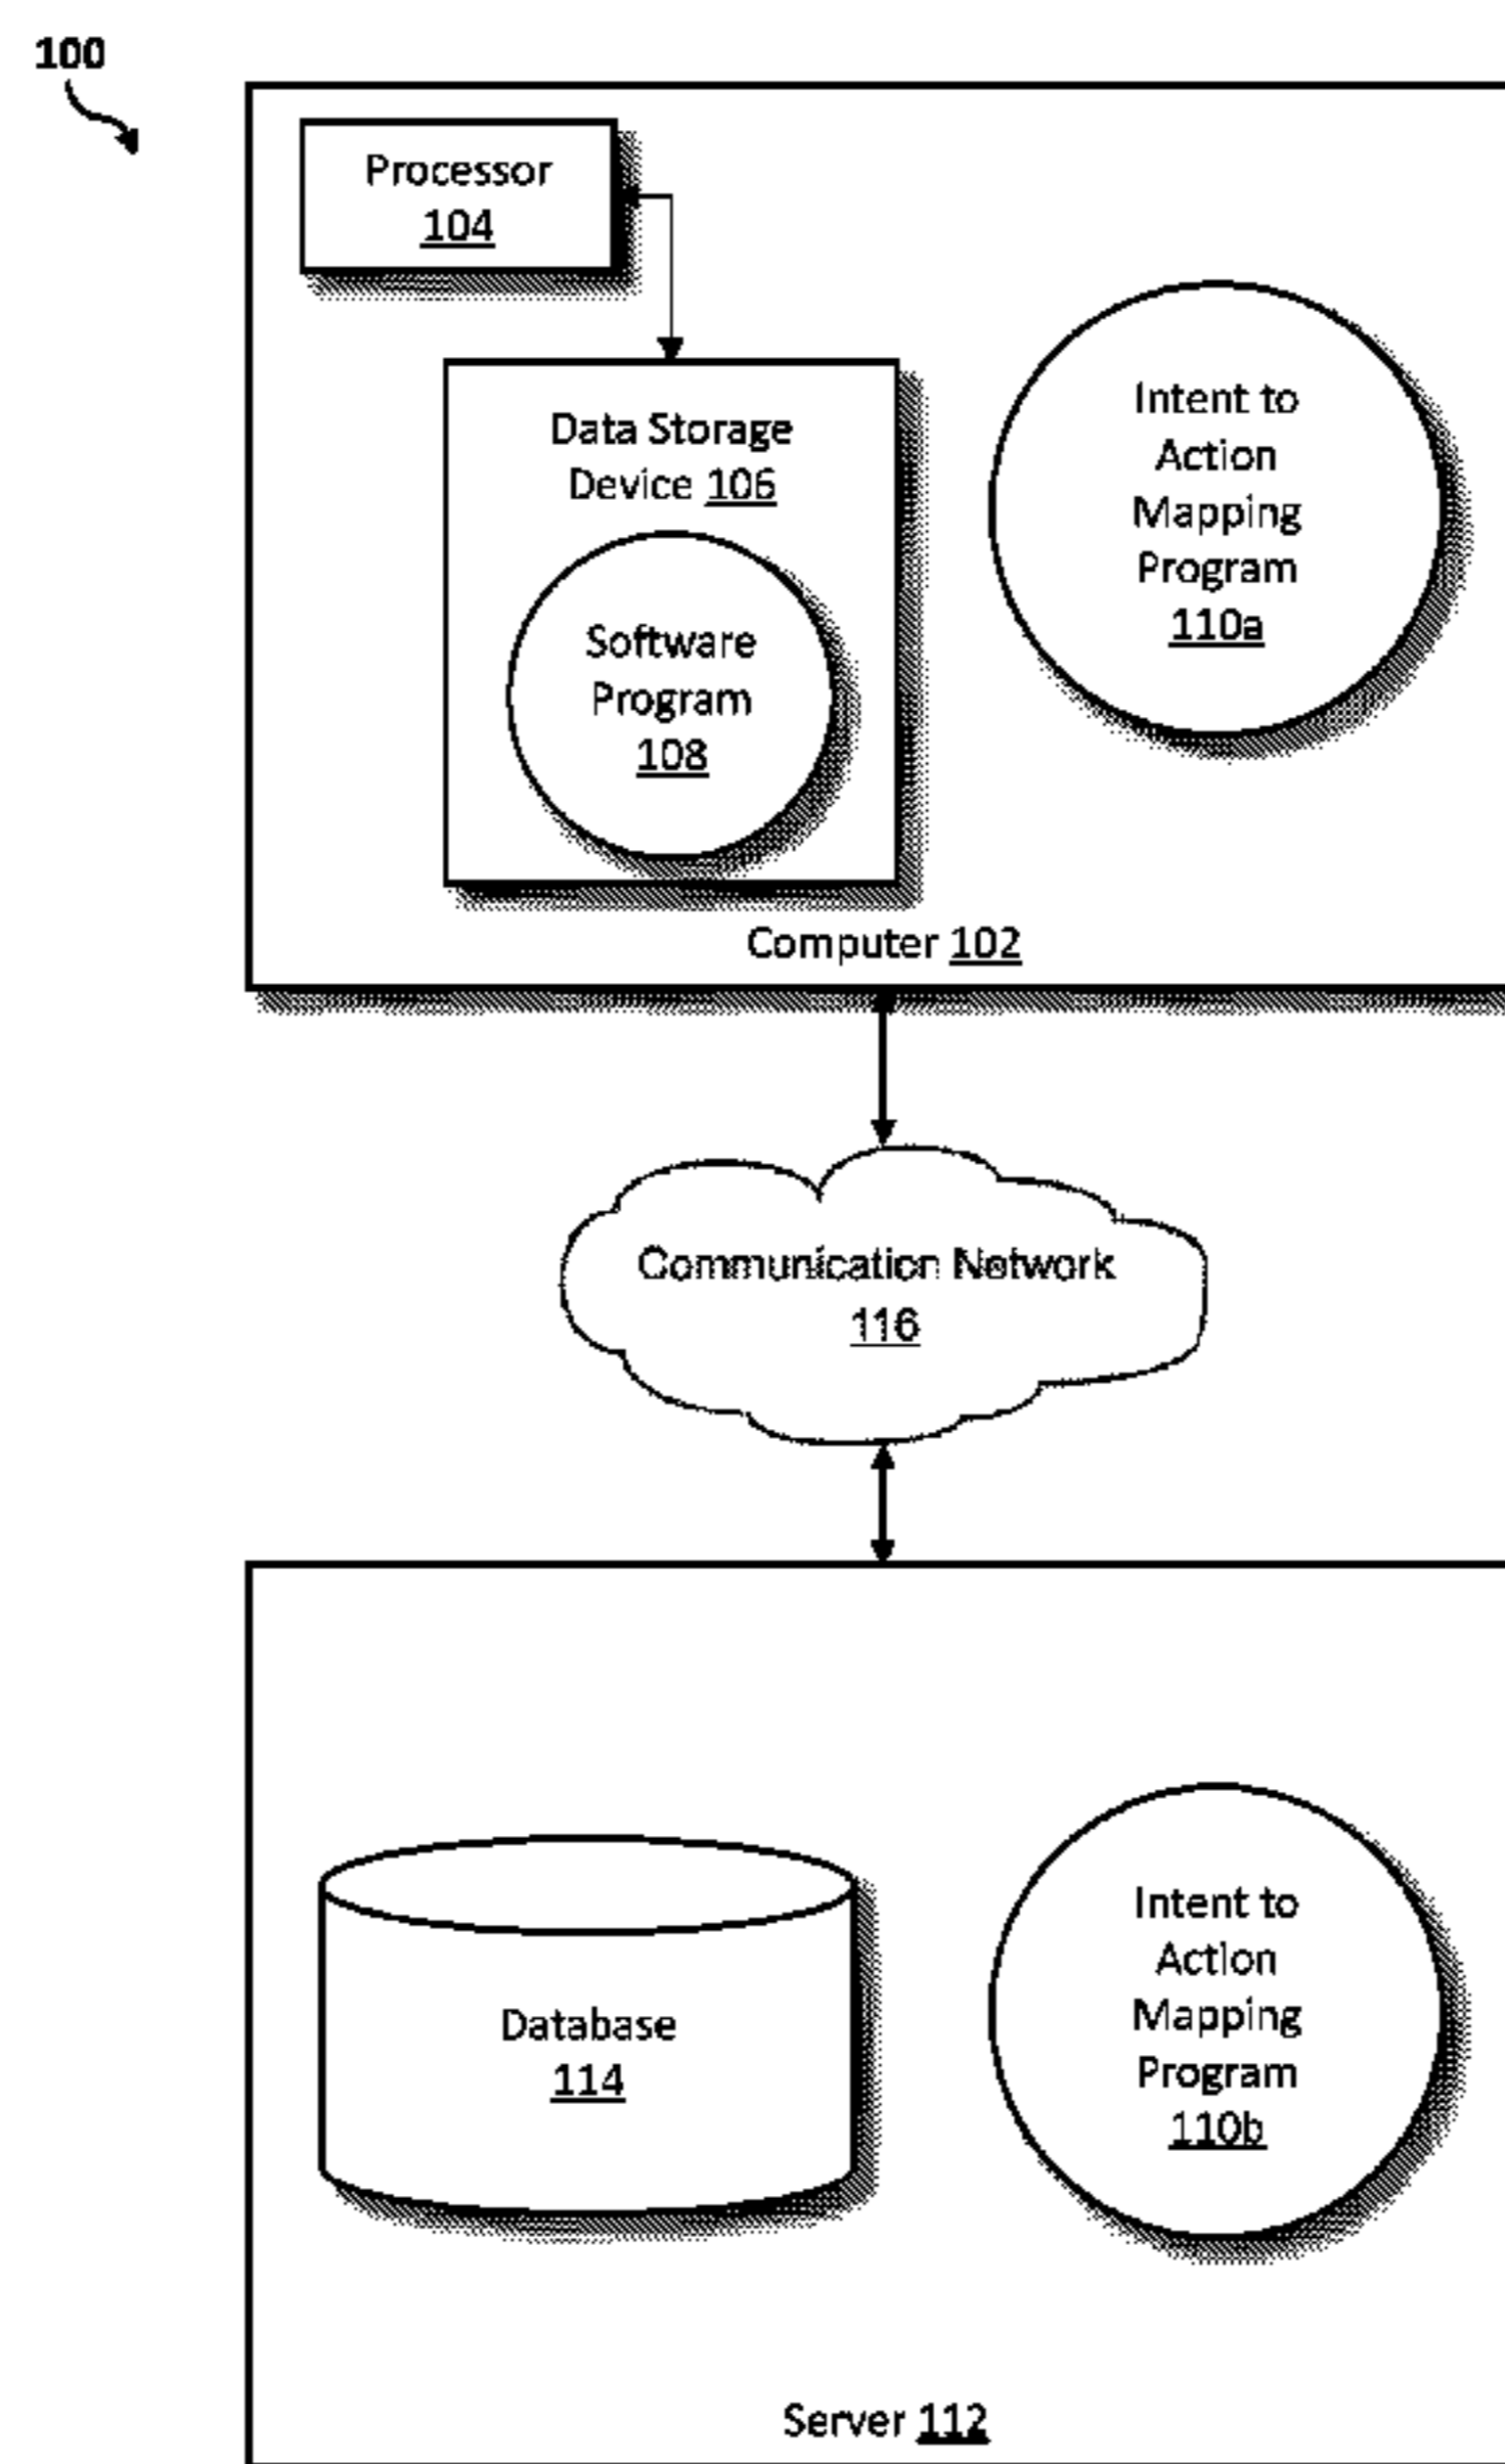 100
Processor
104
Data Storage
Device 106
Software
Program
108
Intent to
Action
Mapping
Program
110a
Computer 102
Communication Network
116
Database
114
Intent to
Action
Mapping
Program
110b
Server 112